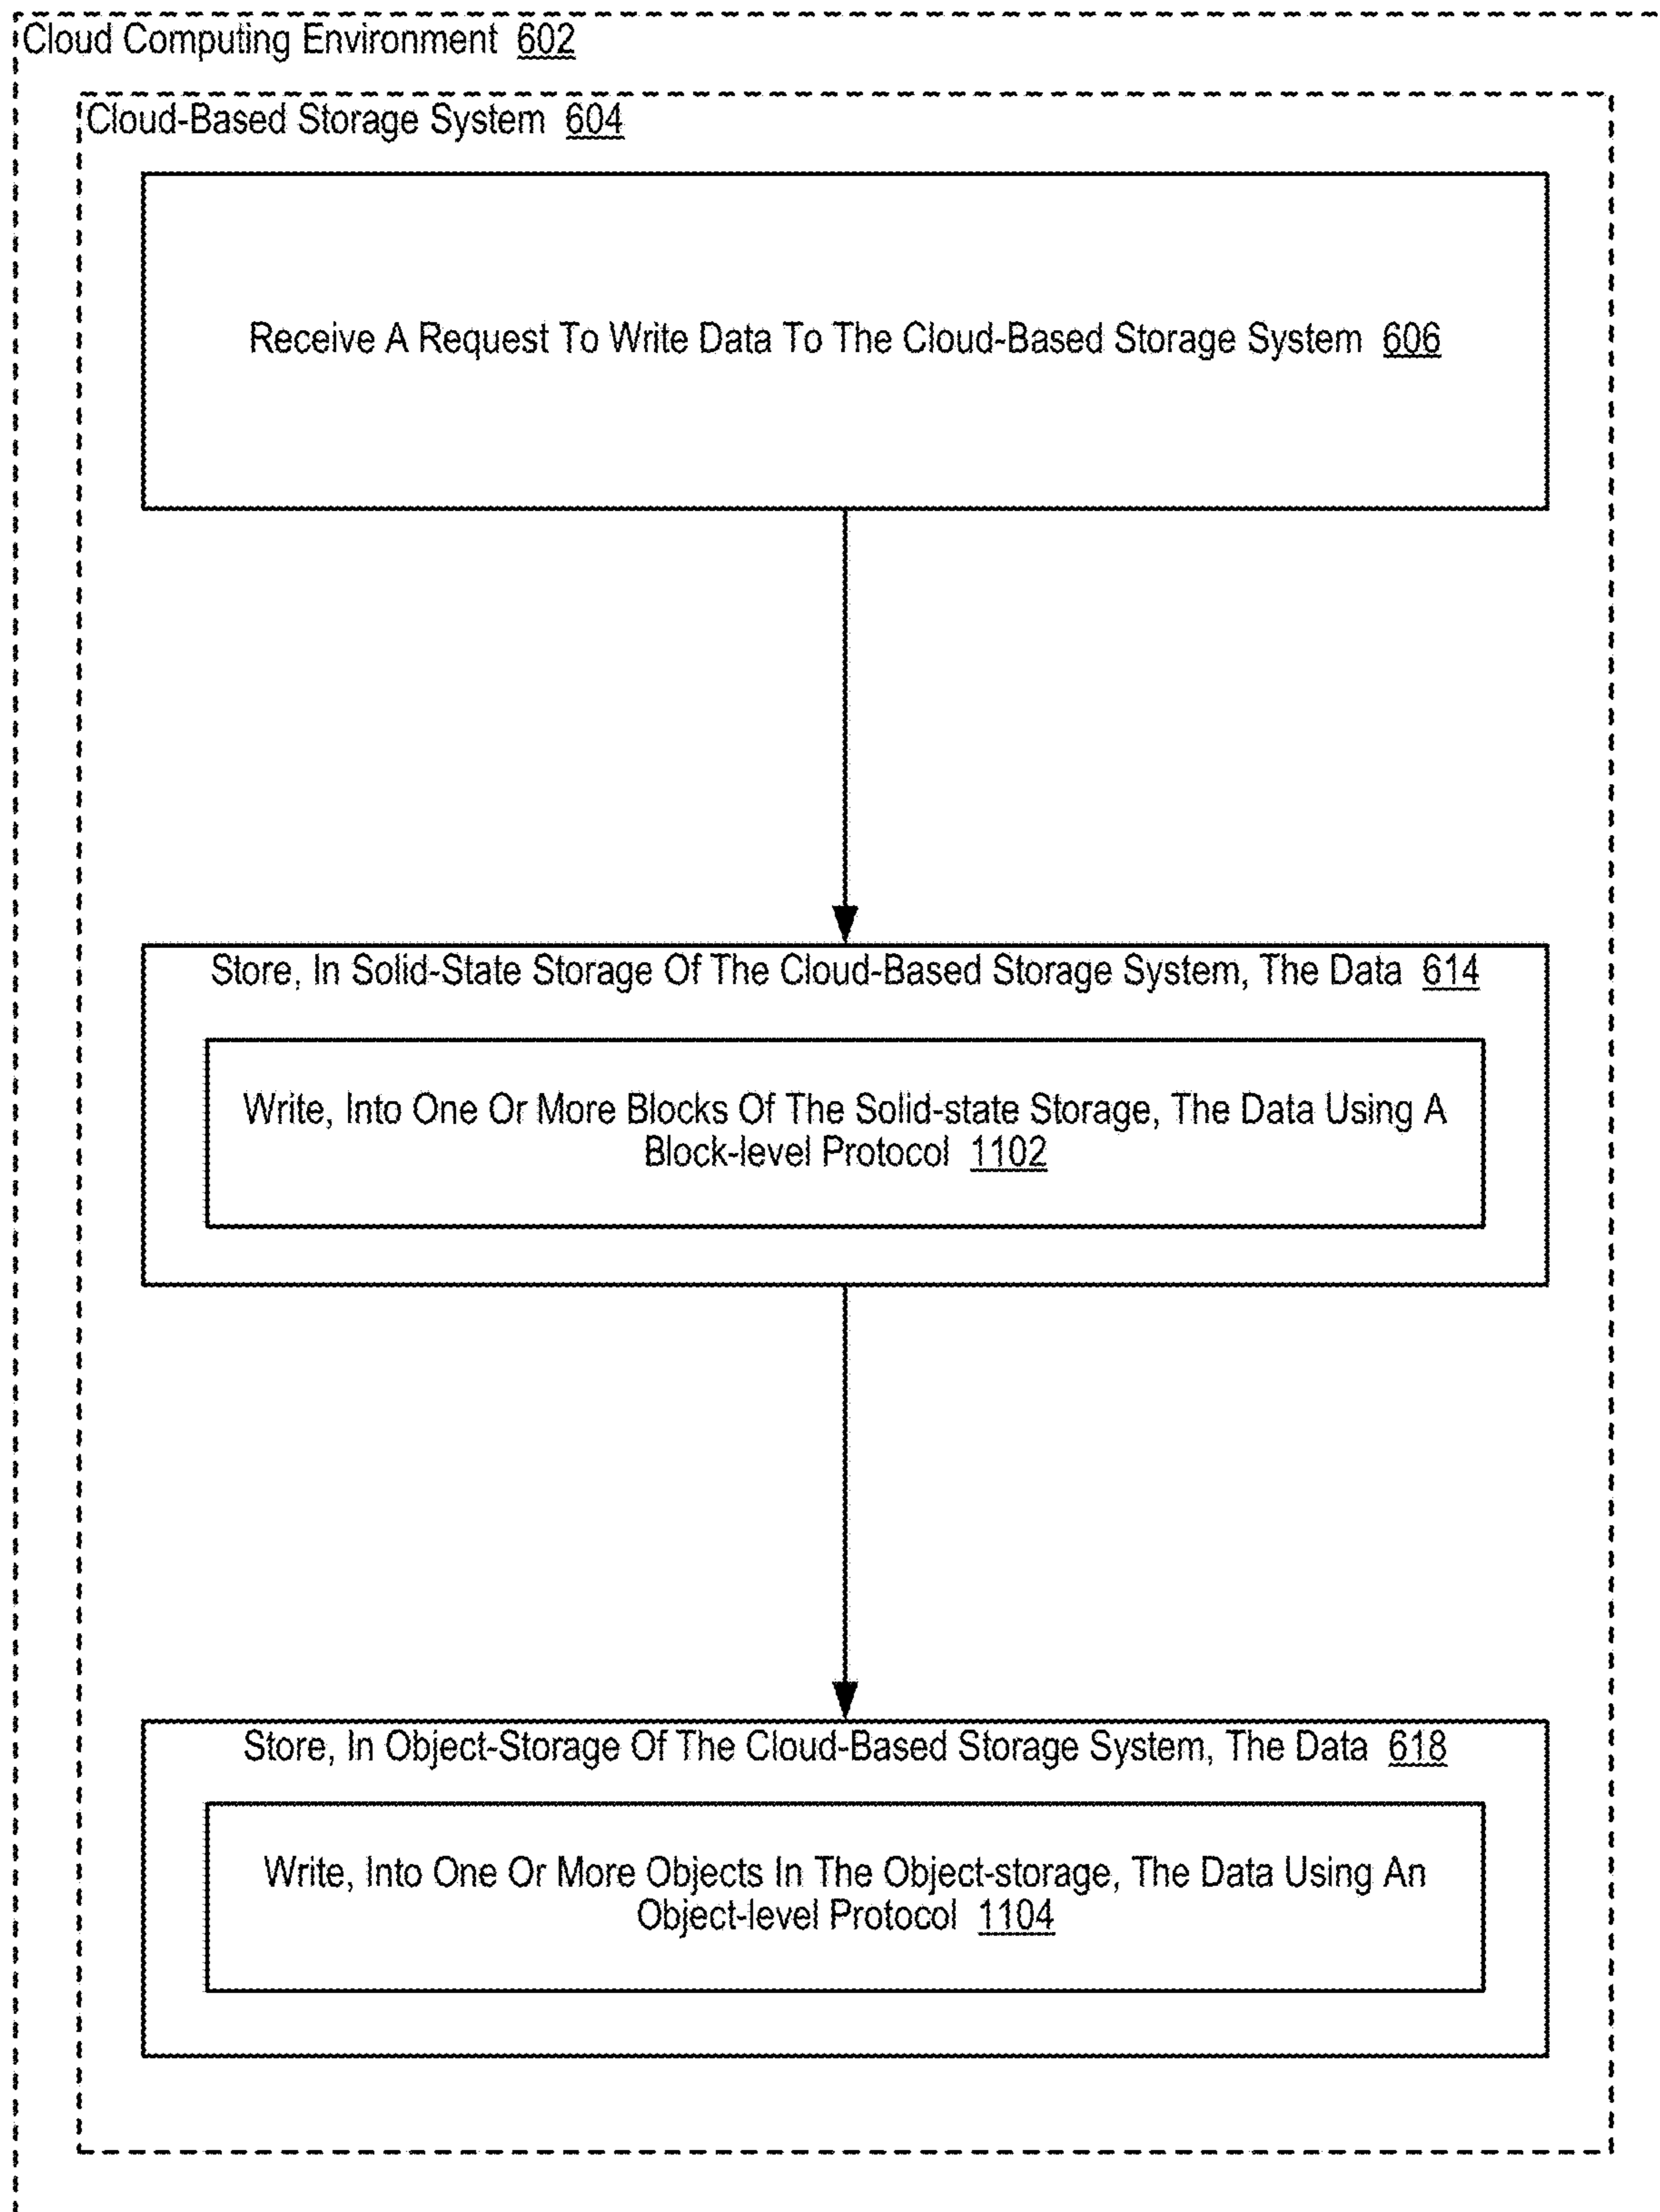 Cloud Computing Environment 602
Cloud-Based Storage System 604
Receive A Request To Write Data To The Cloud-Based Storage System 606
Store, In Solid-State Storage Of The Cloud-Based Storage System, The Data 614
Write, Into One Or More Blocks Of The Solid-state Storage, The Data Using A
Block-level Protocol 1102
Store, In Object-Storage Of The Cloud-Based Storage System, The Data 618
Write, Into One Or More Objects In The Object-storage, The Data Using An
Object-level Protocol 1104